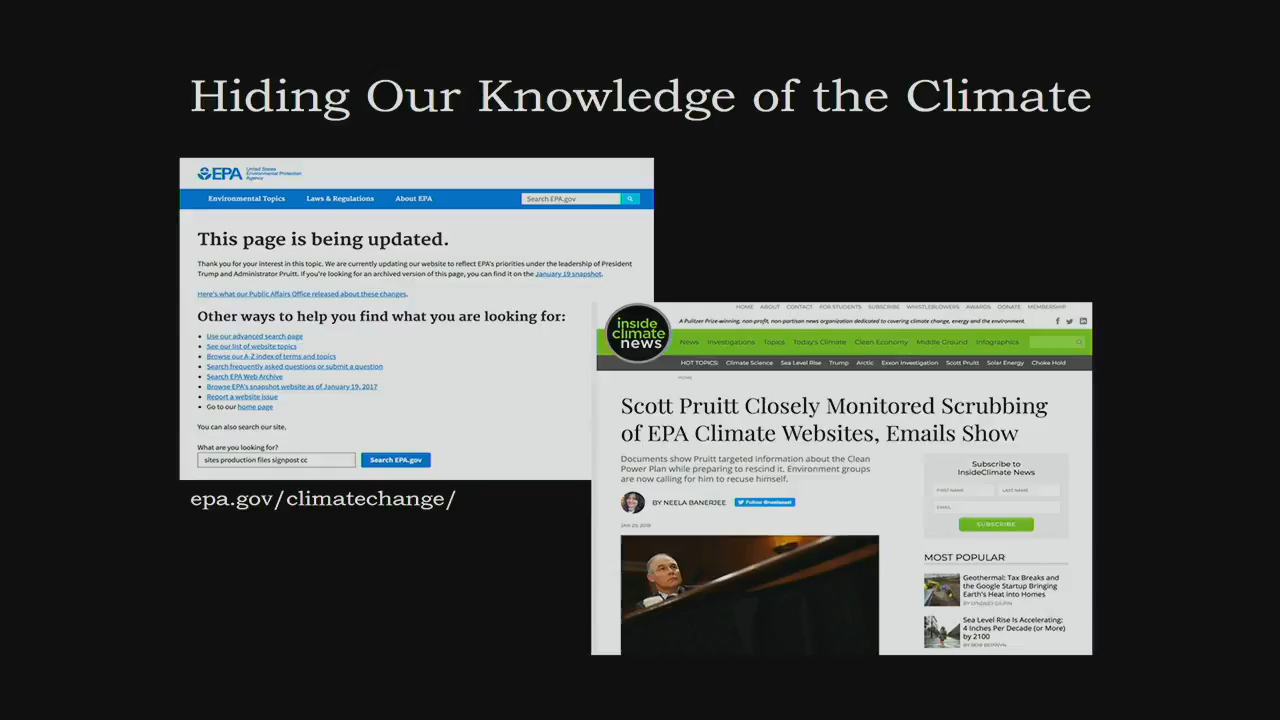 Hiding Our Knowledge of the Climate
EPA
United States
Environmental Protection
Agency
Environmental Topics
Laws & Regulations
About EPA
Search EPA.gov
This page is being updated.
Thank you for your interest in this topic. We are currently updating our website to reflect EPA's priorities under the leadership of President
Trump and Administrator Pruitt. If you're looking for an archived version of this page, you can find it on the January 19 snapshot.
Here's what our Public Affairs Office released about these changes.
Other ways to help you find what you are looking for:
Use our advanced search page
See our list of website topics
Browse our A-Z index of terms and topics
Search frequently asked questions or submit a question
Search EPA Web Archive
Browse EPA's snapshot website as of January 19, 2017
Report a website issue
Go to our home page
You can also search our site.
What are you looking for?
sites production files signpost cc
Search EPA.gov
epa.gov/climatechange/
HOME ABOUT CONTACT FOR STUDENTS SUBSCRIBE WHISTLEBLOWERS AWARDS DONATE MEMBERSHIP
inside
climate
news
A Pulitzer Prize-winning, non-profit, non-partisan news organization dedicated to covering climate change, energy and the environment.
News Investigations Topics Today's Climate Clean Economy Middle Ground Infographics
HOT TOPICS: Climate Science Sea Level Rise Trump Arctic Exxon Investigation Scott Pruitt Solar Energy Choke Hold
HOME
Scott Pruitt Closely Monitored Scrubbing
of EPA Climate Websites, Emails Show
Documents show Pruitt targeted information about the Clean
Power Plan while preparing to rescind it. Environment groups
are now calling for him to recuse himself.
BY NEELA BANERJEE
Follow @neelaeast
Subscribe to
InsideClimate News
FIRST NAME
LAST NAME
EMAIL
SUBSCRIBE
MOST POPULAR
Geothermal: Tax Breaks and
the Google Startup Bringing
Earth's Heat into Homes
BY LYNDSEY GILPIN
Sea Level Rise Is Accelerating:
4 Inches Per Decade (or More)
by 2100
BY BOB BERWYN